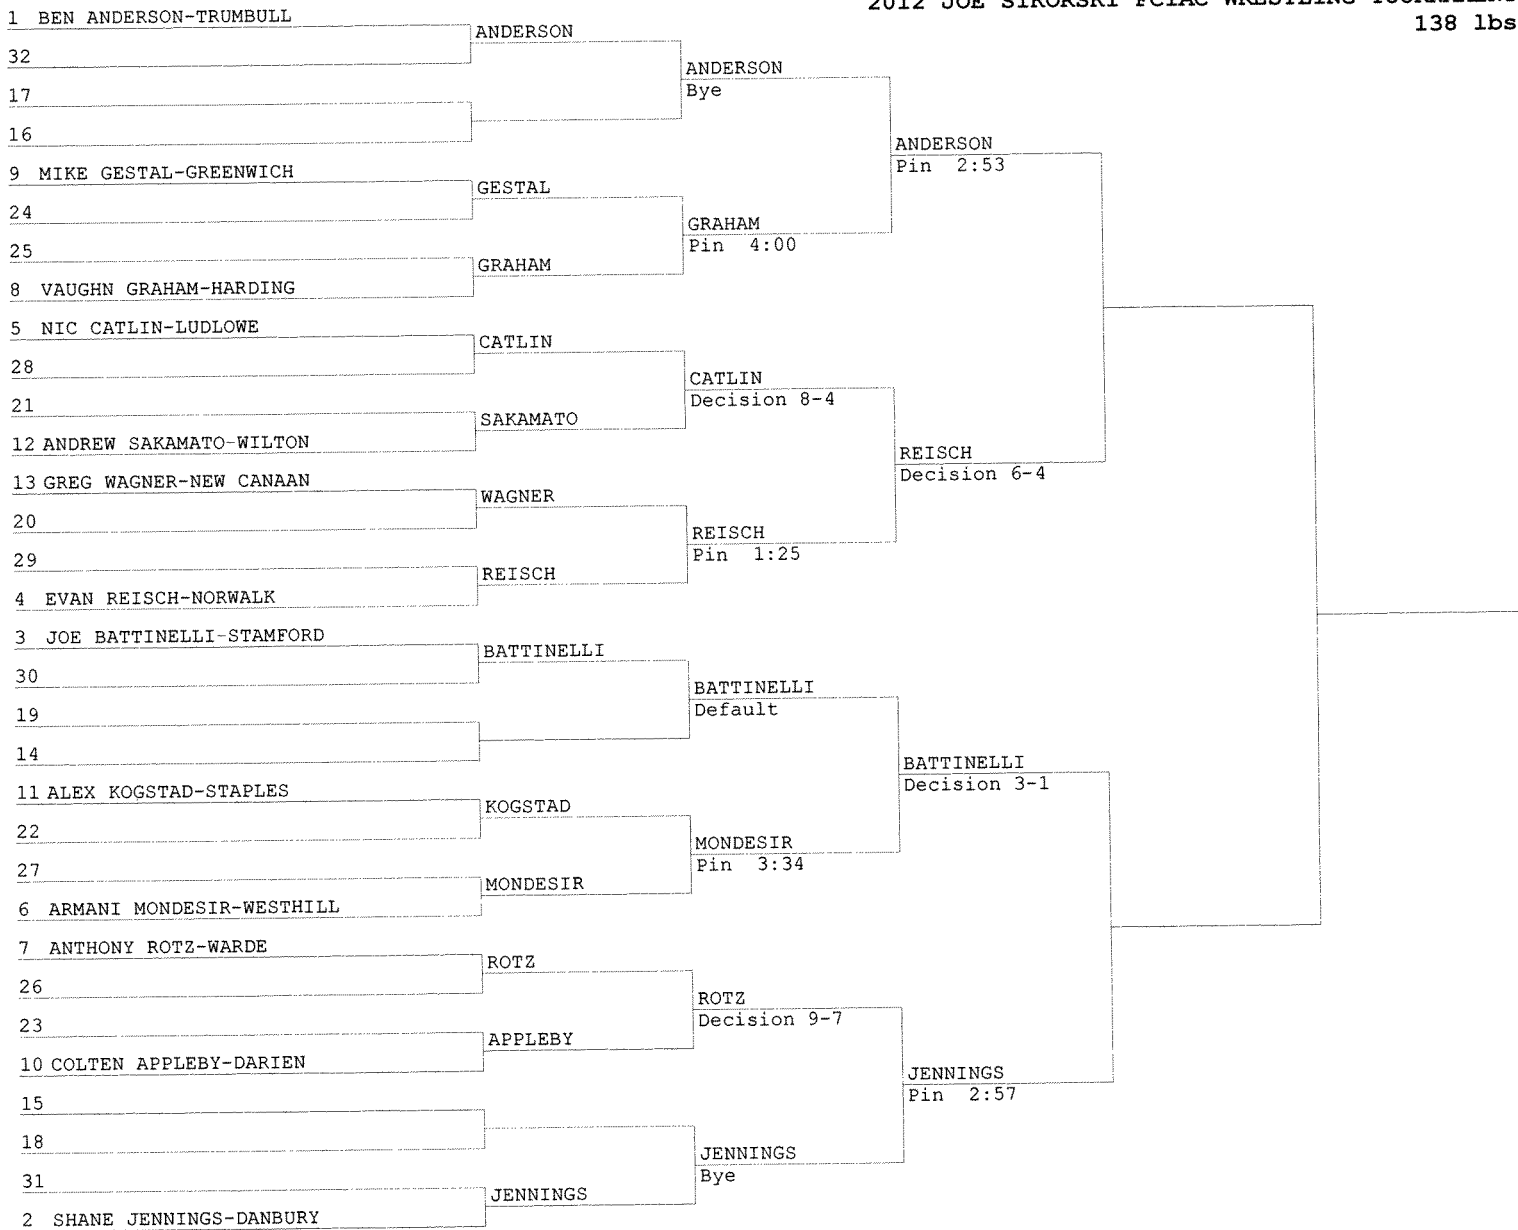 2012 JOE SIKORSKI FCIAC WRESTLING
138 lbs
1 BEN ANDERSON-TRUMBULL
ANDERSON
32
ANDERSON
Bye
17
16
ANDERSON
Pin 2:53
9 MIKE GESTAL-GREENWICH
GESTAL
24
GRAHAM
Pin 4:00
25
GRAHAM
8 VAUGHN GRAHAM-HARDING
5 NIC CATLIN-LUDLOWE
CATLIN
28
CATLIN
Decision 8-4
21
SAKAMATO
12 ANDREW SAKAMATO-WILTON
REISCH
Decision 6-4
13 GREG WAGNER-NEW CANAAN
WAGNER
20
REISCH
Pin 1:25
29
REISCH
4 EVAN REISCH-NORWALK
3 JOE BATTINELLI-STAMFORD
BATTINELLI
30
BATTINELLI
Default
19
14
BATTINELLI
Decision 3-1
11 ALEX KOGSTAD-STAPLES
KOGSTAD
22
MONDESIR
Pin 3:34
27
MONDESIR
6 ARMANI MONDESIR-WESTHILL
7 ANTHONY ROTZ-WARDE
ROTZ
26
ROTZ
Decision 9-7
23
APPLEBY
10 COLTEN APPLEBY-DARIEN
JENNINGS
Pin 2:57
15
18
JENNINGS
Bye
31
JENNINGS
2 SHANE JENNINGS-DANBURY